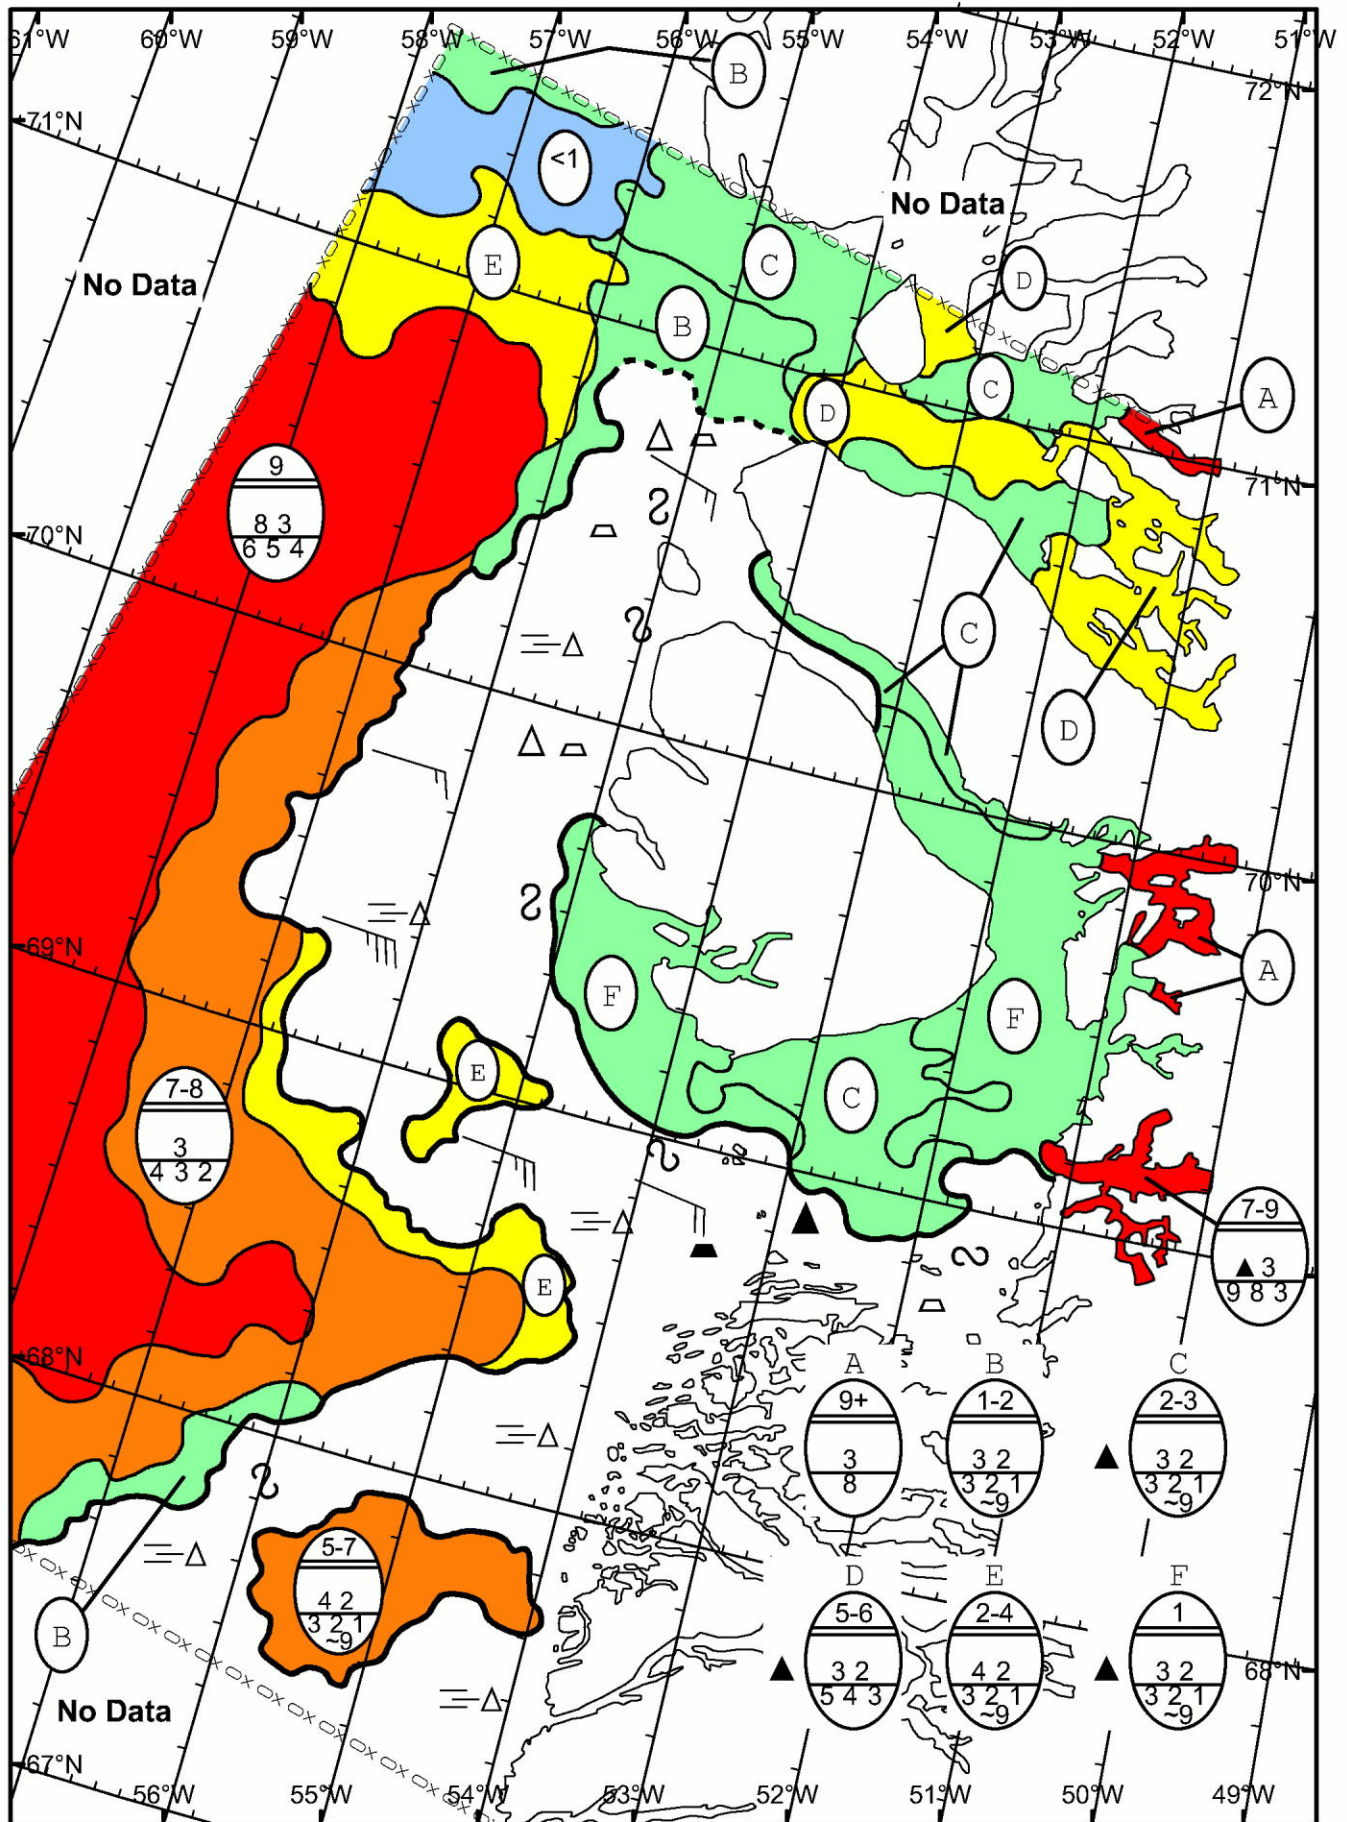 61°W 60°W 59°W 58°W 57°W 56°W 55°W 54°W 53°W 52°W 51°W
B
72°N
71°N
<1
No Data
C
E
D
No Data
B
C
A
D
9
8 3
6 5 4
71°N
70°N
C
D
70°N
69°N
A
F
F
E
C
7-8
3
4 3 2
7-9
▲ 3
9 8 3
E
68°N
A B C
9+ 1-2 2-3
3 3 2 ▲ 3 2
8 3 2 1 3 2 1
~9 ~9
5-7
4 2
3 2 1
~9
D E F
5-6 2-4 1
▲ 3 2 4 2 ▲ 3 2
5 4 3 3 2 1 3 2 1
~9 ~9
B
68°N
No Data
67°N
56°W 55°W 54°W 53°W 52°W 51°W 50°W 49°W